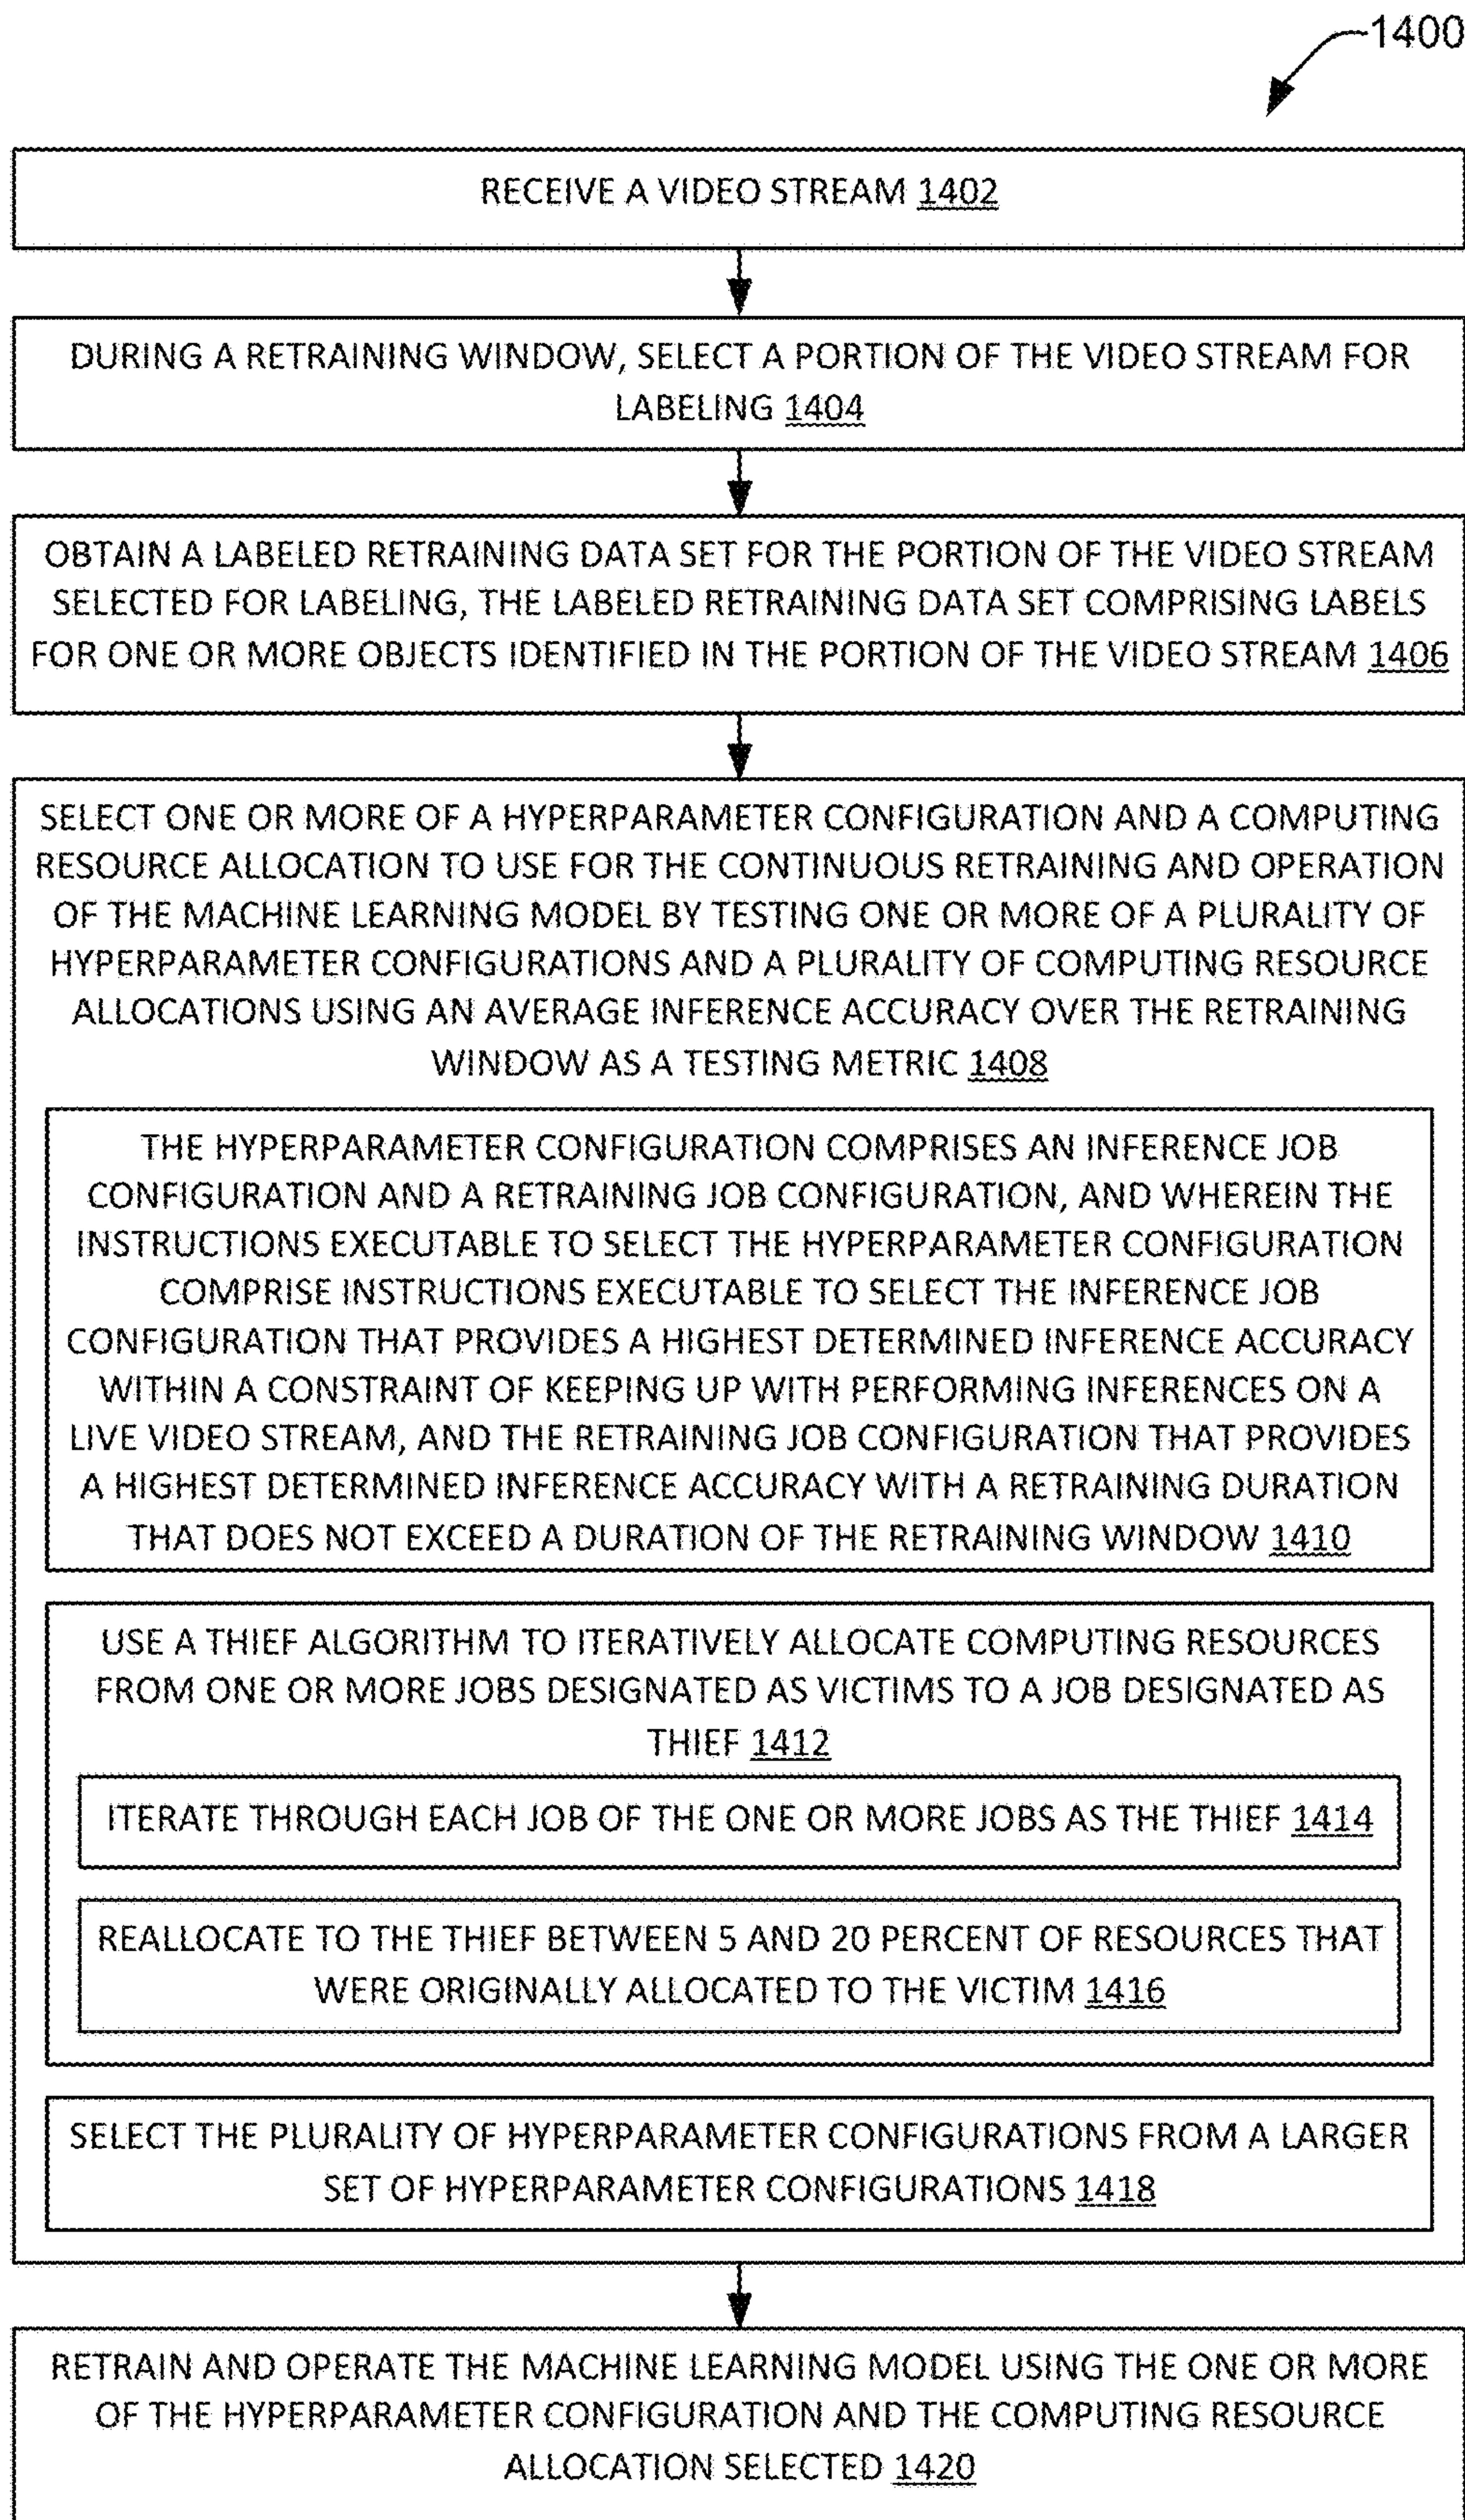 1400
RECEIVE A VIDEO STREAM 1402
DURING A RETRAINING WINDOW, SELECT A PORTION OF THE VIDEO STREAM FOR
LABELING 1404
OBTAIN A LABELED RETRAINING DATA SET FOR THE PORTION OF THE VIDEO STREAM
SELECTED FOR LABELING, THE LABELED RETRAINING DATA SET COMPRISING LABELS
FOR ONE OR MORE OBJECTS IDENTIFIED IN THE PORTION OF THE VIDEO STREAM 1406
SELECT ONE OR MORE OF A HYPERPARAMETER CONFIGURATION AND A COMPUTING
RESOURCE ALLOCATION TO USE FOR THE CONTINUOUS RETRAINING AND OPERATION
OF THE MACHINE LEARNING MODEL BY TESTING ONE OR MORE OF A PLURALITY OF
HYPERPARAMETER CONFIGURATIONS AND A PLURALITY OF COMPUTING RESOURCE
ALLOCATIONS USING AN AVERAGE INFERENCE ACCURACY OVER THE RETRAINING
WINDOW AS A TESTING METRIC 1408
THE HYPERPARAMETER CONFIGURATION COMPRISES AN INFERENCE JOB
CONFIGURATION AND A RETRAINING JOB CONFIGURATION, AND WHEREIN THE
INSTRUCTIONS EXECUTABLE TO SELECT THE HYPERPARAMETER CONFIGURATION
COMPRISE INSTRUCTIONS EXECUTABLE TO SELECT THE INFERENCE JOB
CONFIGURATION THAT PROVIDES A HIGHEST DETERMINED INFERENCE ACCURACY
WITHIN A CONSTRAINT OF KEEPING UP WITH PERFORMING INFERENCES ON A
LIVE VIDEO STREAM, AND THE RETRAINING JOB CONFIGURATION THAT PROVIDES
A HIGHEST DETERMINED INFERENCE ACCURACY WITH A RETRAINING DURATION
THAT DOES NOT EXCEED A DURATION OF THE RETRAINING WINDOW 1410
USE A THIEF ALGORITHM TO ITERATIVELY ALLOCATE COMPUTING RESOURCES
FROM ONE OR MORE JOBS DESIGNATED AS VICTIMS TO A JOB DESIGNATED AS
THIEF 1412
ITERATE THROUGH EACH JOB OF THE ONE OR MORE JOBS AS THE THIEF 1414
REALLOCATE TO THE THIEF BETWEEN 5 AND 20 PERCENT OF RESOURCES THAT
WERE ORIGINALLY ALLOCATED TO THE VICTIM 1416
SELECT THE PLURALITY OF HYPERPARAMETER CONFIGURATIONS FROM A LARGER
SET OF HYPERPARAMETER CONFIGURATIONS 1418
RETRAIN AND OPERATE THE MACHINE LEARNING MODEL USING THE ONE OR MORE
OF THE HYPERPARAMETER CONFIGURATION AND THE COMPUTING RESOURCE
ALLOCATION SELECTED 1420